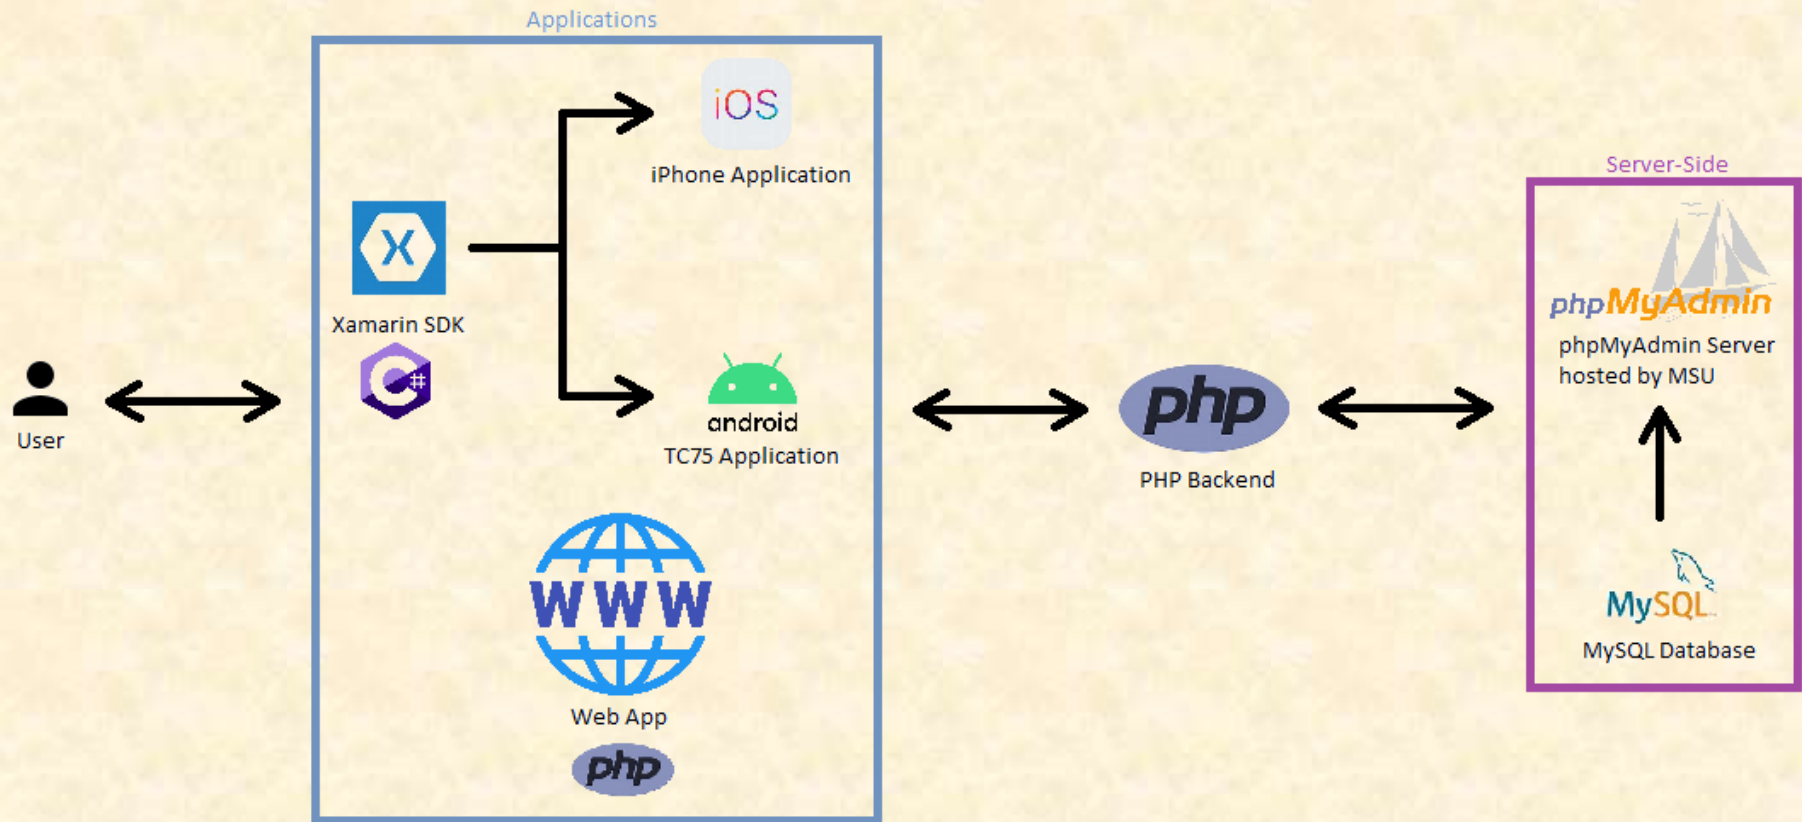 Applications
iOS
iPhone Application
X
Xamarin SDK
C#
android
TC75 Application
User
WWW
Web App
php
php
PHP Backend
Server-Side
phpMyAdmin
phpMyAdmin Server
hosted by MSU
MySQL
MySQL Database